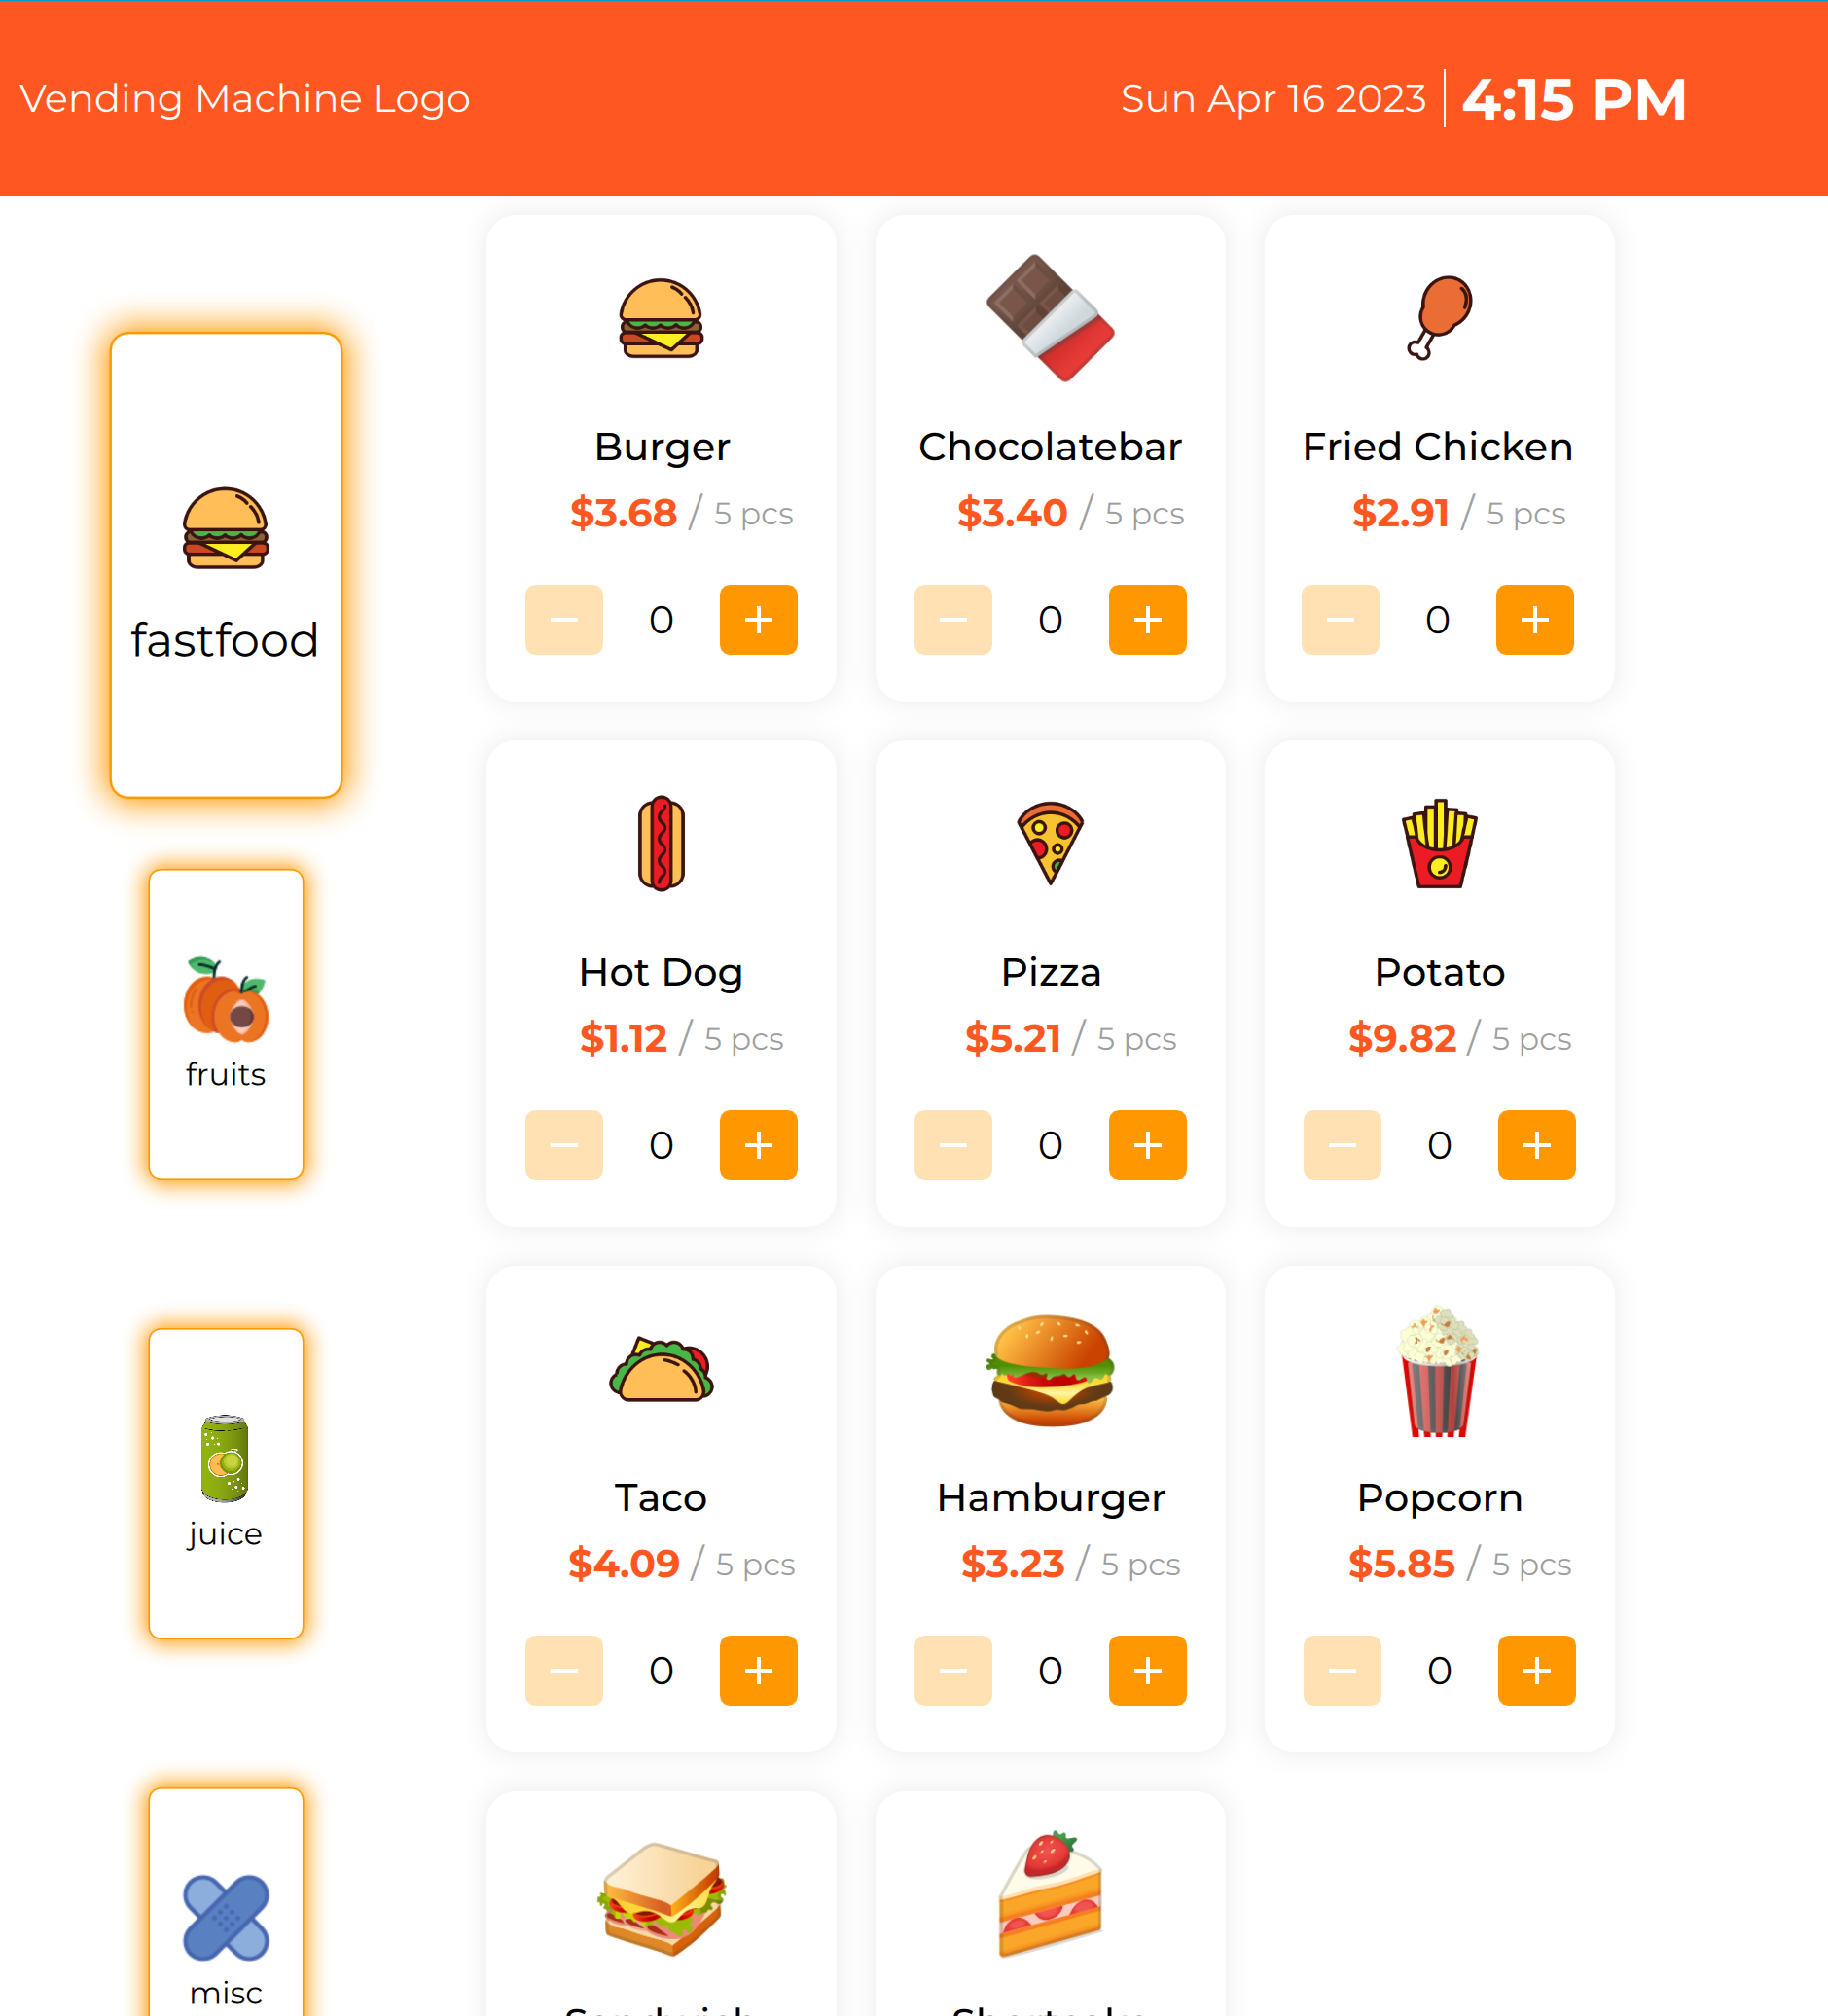 Vending Machine Logo
Sun Apr 16 2023 4:15 PM
fastfood
fruits
juice
misc
Burger
$3.68 / 5 pcs
− 0 +
Chocolatebar
$3.40 / 5 pcs
− 0 +
Fried Chicken
$2.91 / 5 pcs
− 0 +
Hot Dog
$1.12 / 5 pcs
− 0 +
Pizza
$5.21 / 5 pcs
− 0 +
Potato
$9.82 / 5 pcs
− 0 +
Taco
$4.09 / 5 pcs
− 0 +
Hamburger
$3.23 / 5 pcs
− 0 +
Popcorn
$5.85 / 5 pcs
− 0 +